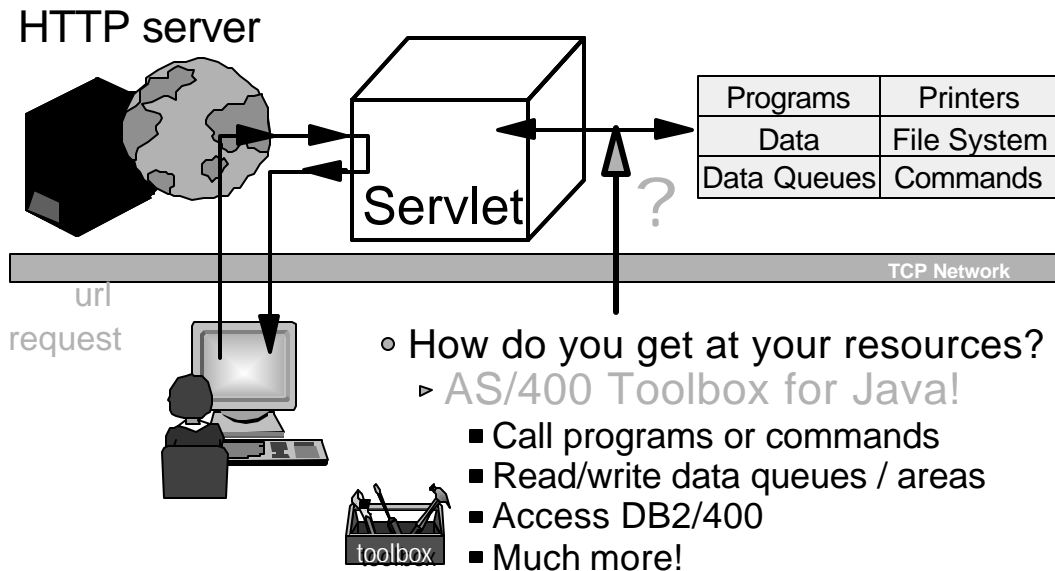 HTTP server
Servlet
Programs Printers
Data File System
Data Queues Commands
?
TCP Network
url
request
How do you get at your resources?
AS/400 Toolbox for Java!
Call programs or commands
Read/write data queues / areas
Access DB2/400
Much more!
toolbox